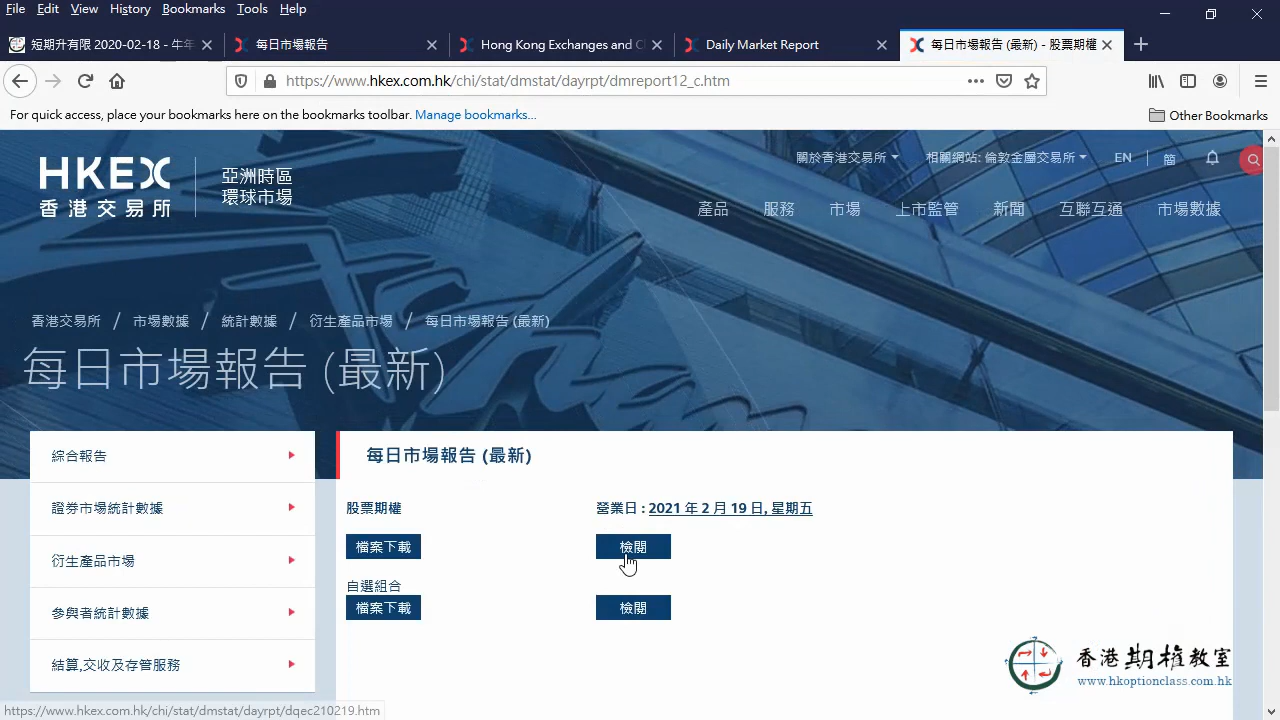 File Edit View History Bookmarks Tools Help
短期升有限 2020-02-18 - 牛年
每日市場報告
Hong Kong Exchanges and C
Daily Market Report
每日市場報告 (最新) - 股票期權
https://www.hkex.com.hk/chi/stat/dmstat/dayrpt/dmreport12_c.htm
For quick access, place your bookmarks here on the bookmarks toolbar. Manage bookmarks...
Other Bookmarks
HKEX
香港交易所
亞洲時區
環球市場
關於香港交易所
相關網站: 倫敦金屬交易所
EN
簡
產品 服務 市場 上市監管 新聞 互聯互通 市場數據
香港交易所 / 市場數據 / 統計數據 / 衍生產品市場 / 每日市場報告 (最新)
每日市場報告 (最新)
綜合報告
證券市場統計數據
衍生產品市場
參與者統計數據
結算,交收及存管服務
每日市場報告 (最新)
股票期權
營業日 : 2021 年 2 月 19 日, 星期五
檔案下載
檢閱
自選組合
檔案下載
檢閱
香港期權教室
www.hkoptionclass.com.hk
https://www.hkex.com.hk/chi/stat/dmstat/dayrpt/dqec210219.htm